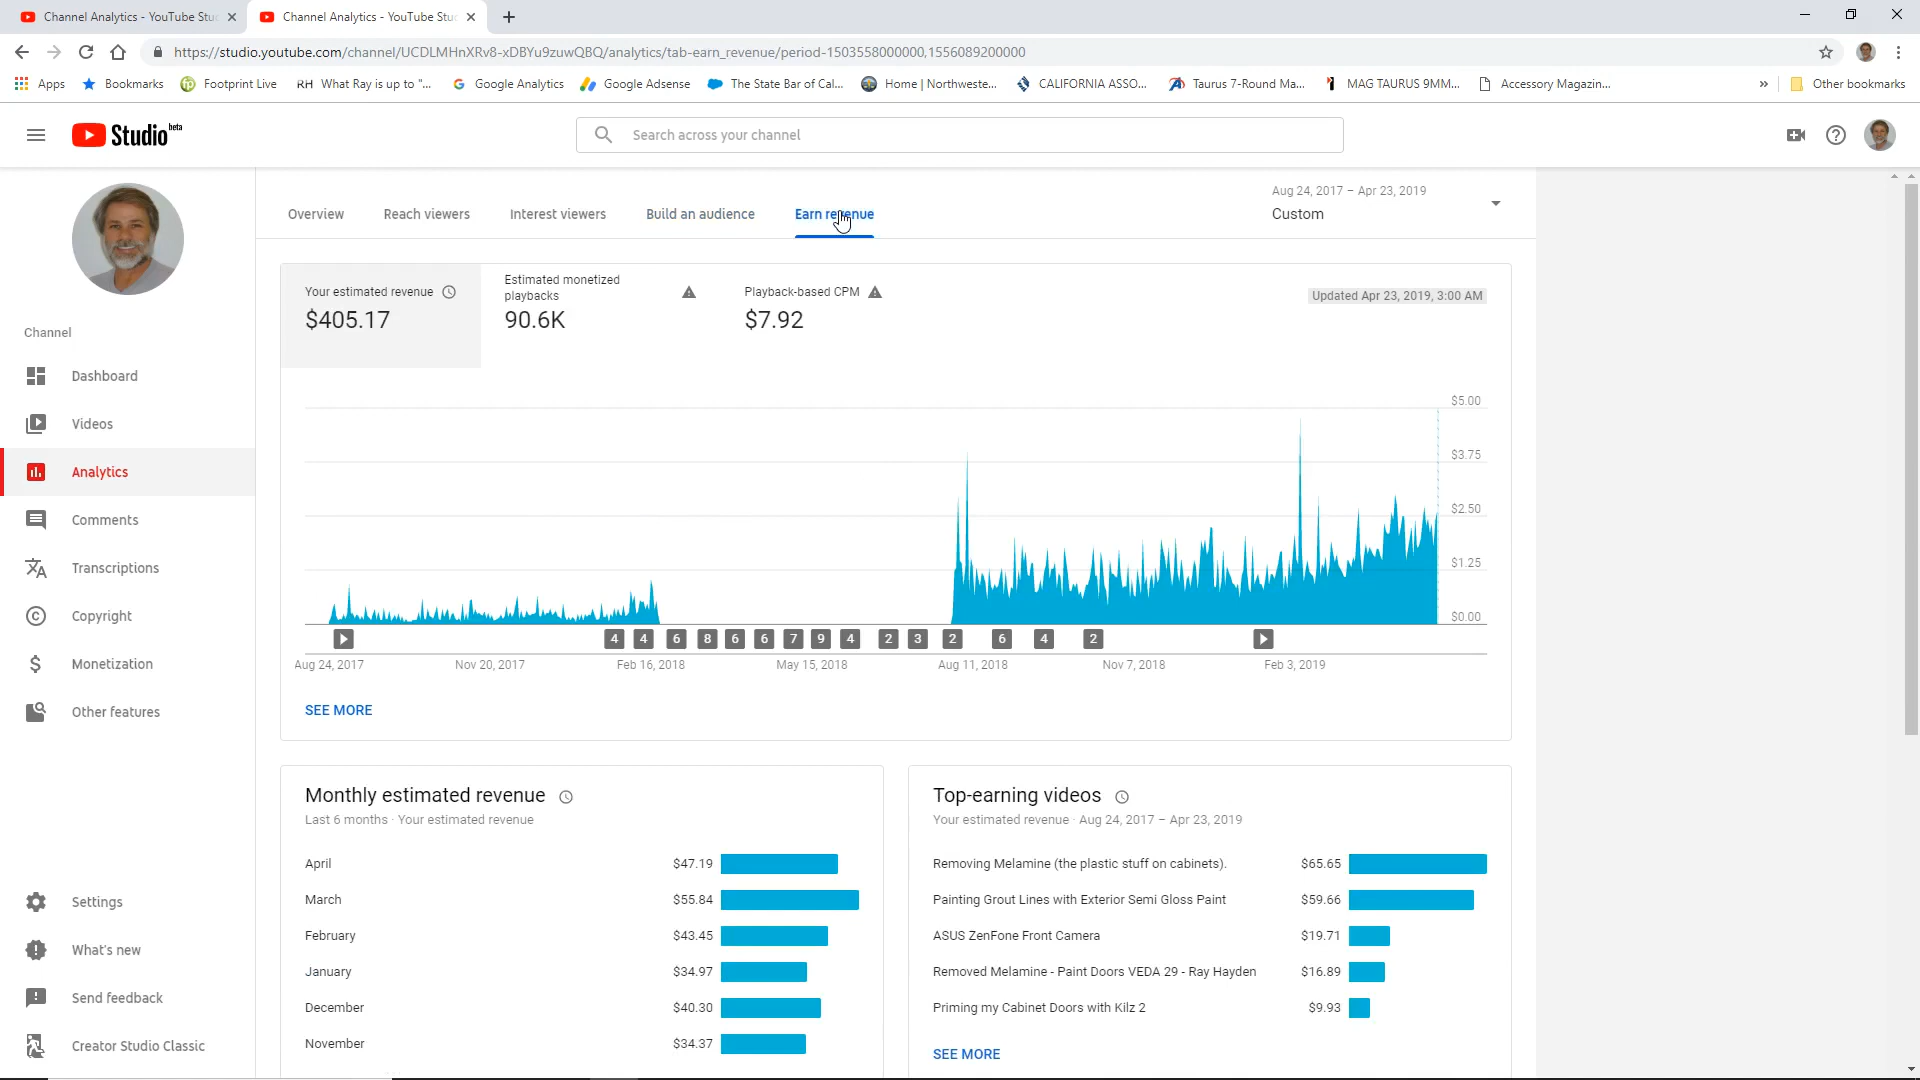 Channel Analytics - YouTube Stu
Channel Analytics - YouTube Stu
https://studio.youtube.com/channel/UCDLMHnXRv8-xDBYu9zuwQBQ/analytics/tab-earn_revenue/period-1503558000000,1556089200000
Apps
Bookmarks
fp
Footprint Live
RH
What Ray is up to "...
Google Analytics
Google Adsense
The State Bar of Cal...
Home | Northweste...
CALIFORNIA ASSO...
Taurus 7-Round Ma...
MAG TAURUS 9MM...
Accessory Magazin...
»
Other bookmarks
Studio beta
Search across your channel
Overview
Reach viewers
Interest viewers
Build an audience
Earn revenue
Aug 24, 2017 – Apr 23, 2019
Custom
Channel
Dashboard
Videos
Analytics
Comments
Transcriptions
Copyright
Monetization
Other features
Settings
What's new
Send feedback
Creator Studio Classic
Your estimated revenue
$405.17
Estimated monetized
playbacks
90.6K
Playback-based CPM
$7.92
Updated Apr 23, 2019, 3:00 AM
$5.00
$3.75
$2.50
$1.25
$0.00
4 4 6 8 6 6 7 9 4 2 3 2 6 4 2
Aug 24, 2017 Nov 20, 2017 Feb 16, 2018 May 15, 2018 Aug 11, 2018 Nov 7, 2018 Feb 3, 2019
SEE MORE
Monthly estimated revenue
Last 6 months · Your estimated revenue
April $47.19
March $55.84
February $43.45
January $34.97
December $40.30
November $34.37
Top-earning videos
Your estimated revenue · Aug 24, 2017 – Apr 23, 2019
Removing Melamine (the plastic stuff on cabinets). $65.65
Painting Grout Lines with Exterior Semi Gloss Paint $59.66
ASUS ZenFone Front Camera $19.71
Removed Melamine - Paint Doors VEDA 29 - Ray Hayden $16.89
Priming my Cabinet Doors with Kilz 2 $9.93
SEE MORE